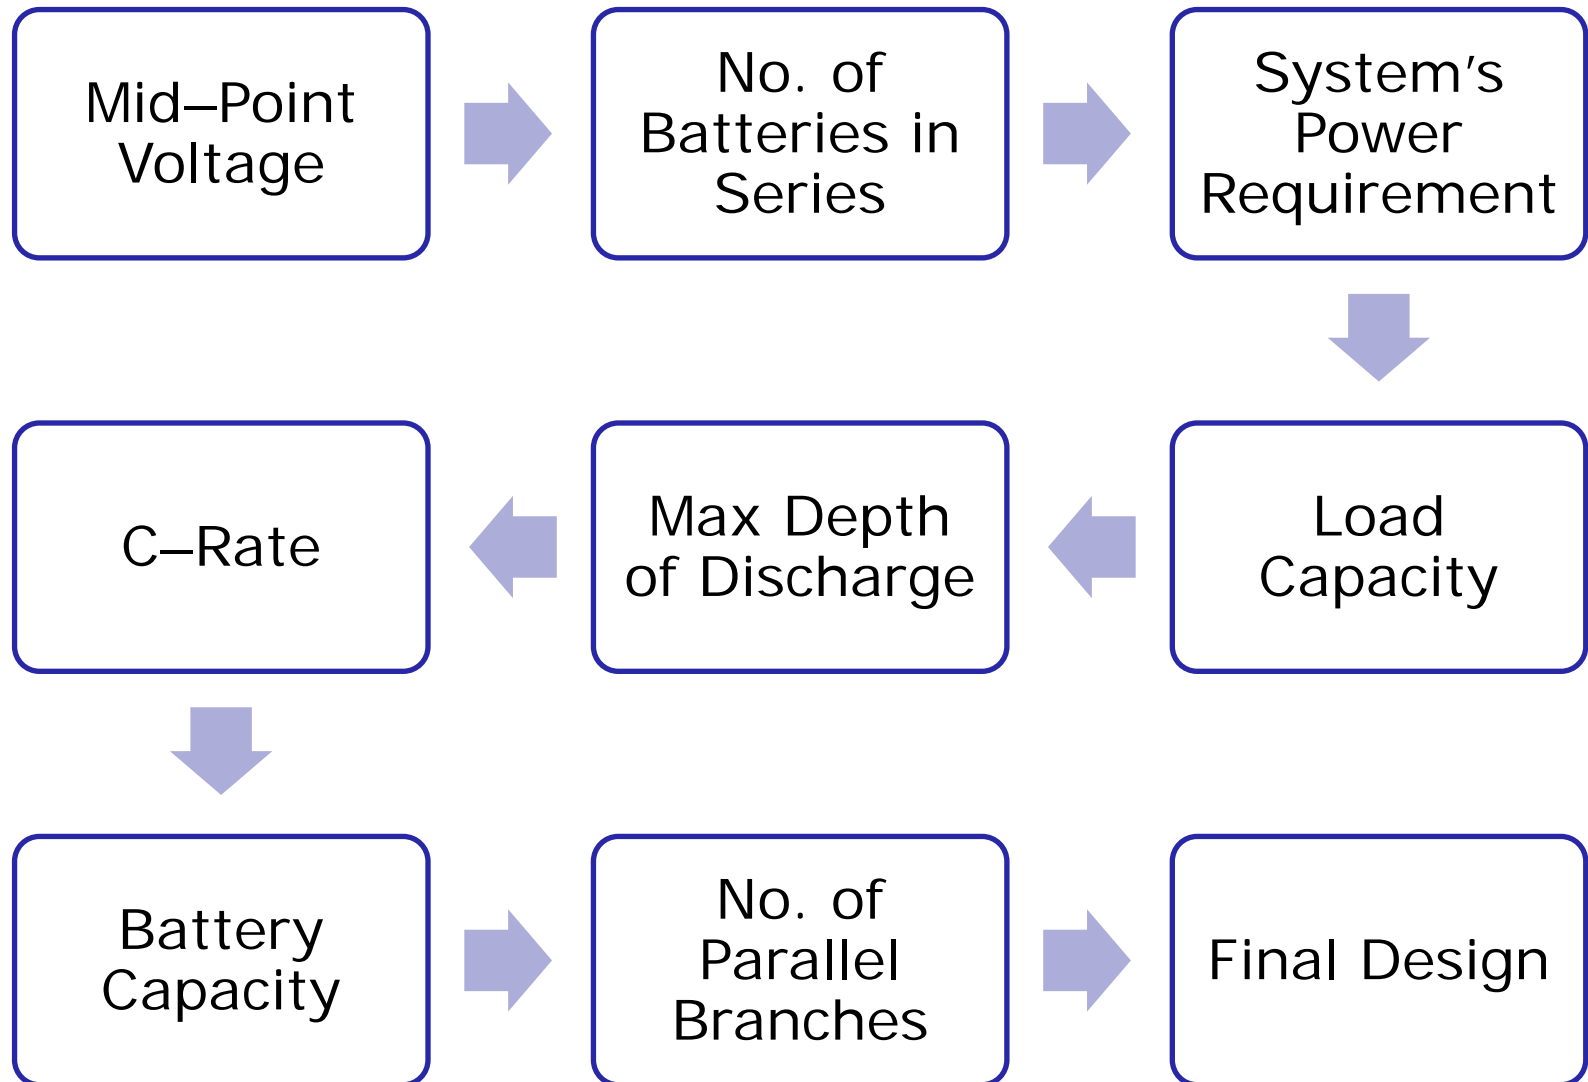 Mid–Point
Voltage
No. of
Batteries in
Series
System’s
Power
Requirement
Load
Capacity
Max Depth
of Discharge
C–Rate
Battery
Capacity
No. of
Parallel
Branches
Final Design